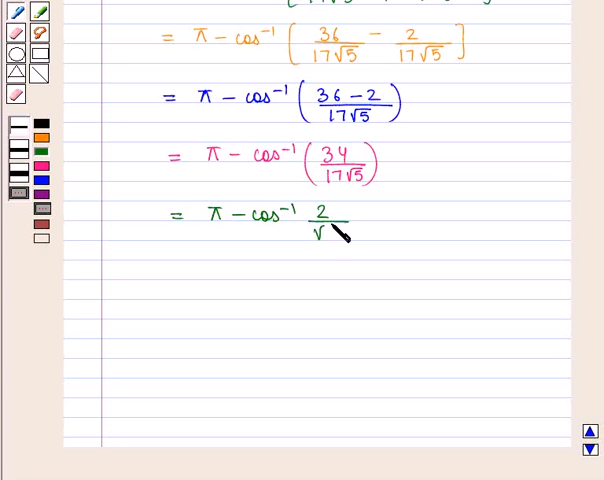 = π − cos⁻¹ [ 36/17√5 − 2/17√5 ]
= π − cos⁻¹ ( 36 − 2/17√5 )
= π − cos⁻¹ ( 34/17√5 )
= π − cos⁻¹ 2/√